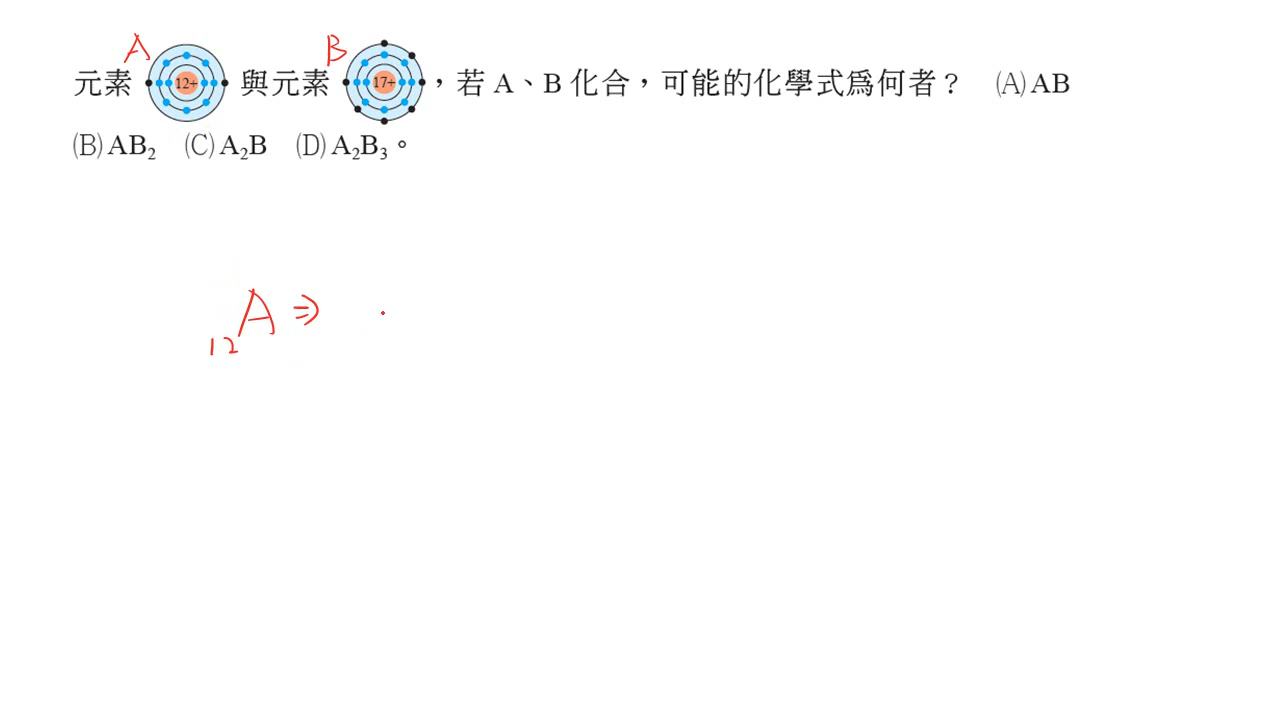 A B
元素 12+ 與元素 17+ ,若 A、B 化合,可能的化學式為何者? (A) AB
(B) AB₂ (C) A₂B (D) A₂B₃。
₁₂A ⇒